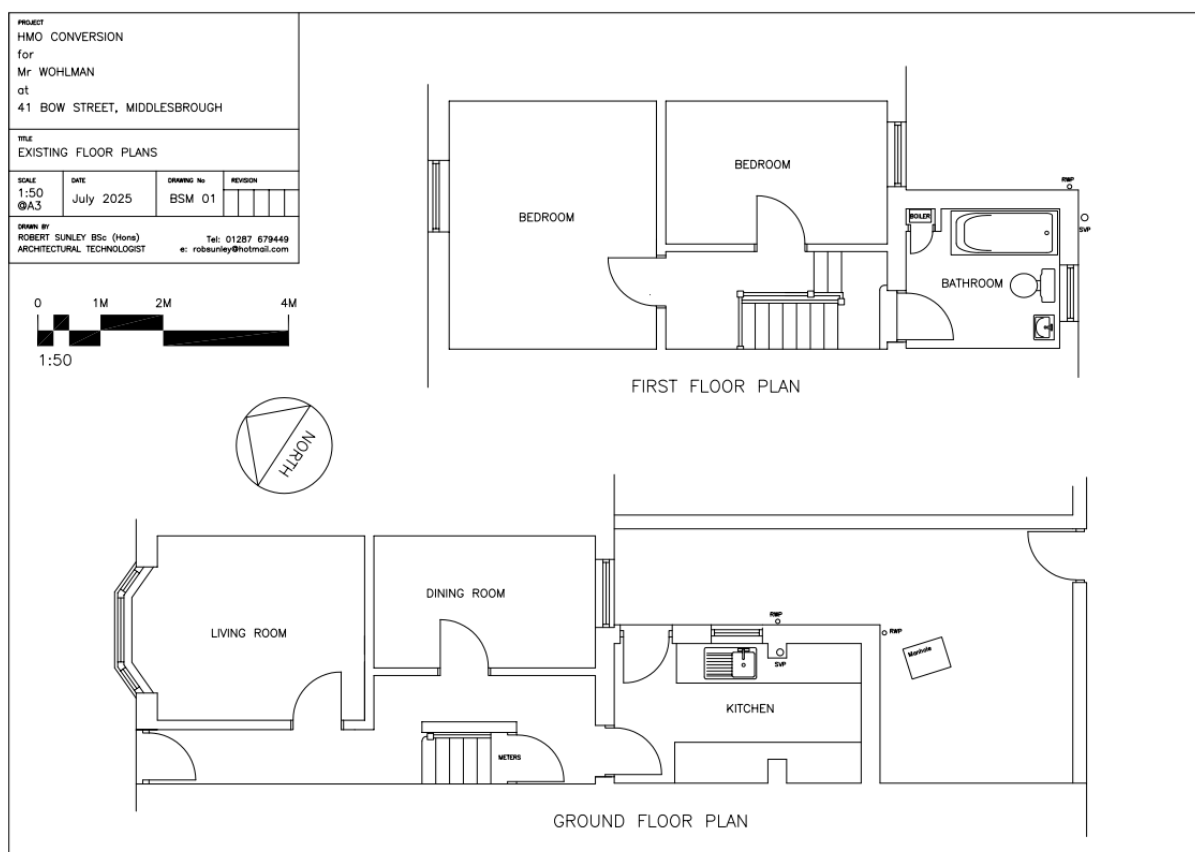 PROJECT
HMO CONVERSION
for
Mr WOHLMAN
at
41 BOW STREET, MIDDLESBROUGH
TITLE
EXISTING FLOOR PLANS
SCALE
1:50
@A3
DATE
July 2025
DRAWING No
BSM 01
REVISION
DRAWN BY
ROBERT SUNLEY BSc (Hons)
ARCHITECTURAL TECHNOLOGIST
Tel: 01287 679449
e: robsunley@hotmail.com
0 1M 2M 4M
1:50
NORTH
BEDROOM
BEDROOM
BOILER
BATHROOM
RWP
SVP
FIRST FLOOR PLAN
LIVING ROOM
DINING ROOM
METERS
KITCHEN
RWP
SVP
RWP
Manhole
GROUND FLOOR PLAN